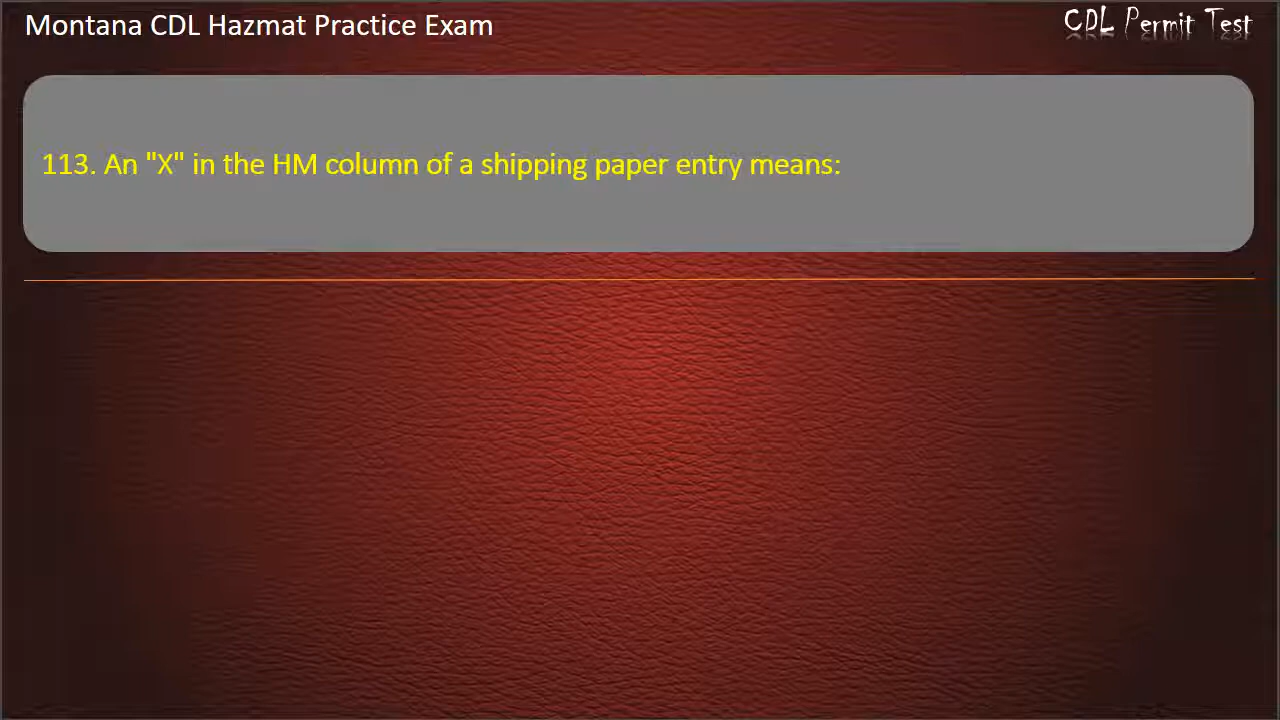 Montana CDL Hazmat Practice Exam
CDL Permit Test
113. An "X" in the HM column of a shipping paper entry means: